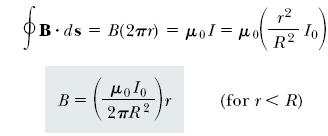 ∮ B · ds = B(2πr) = μ₀I = μ₀(r²/R² I₀)
B = (μ₀I₀/2πR²)r (for r < R)